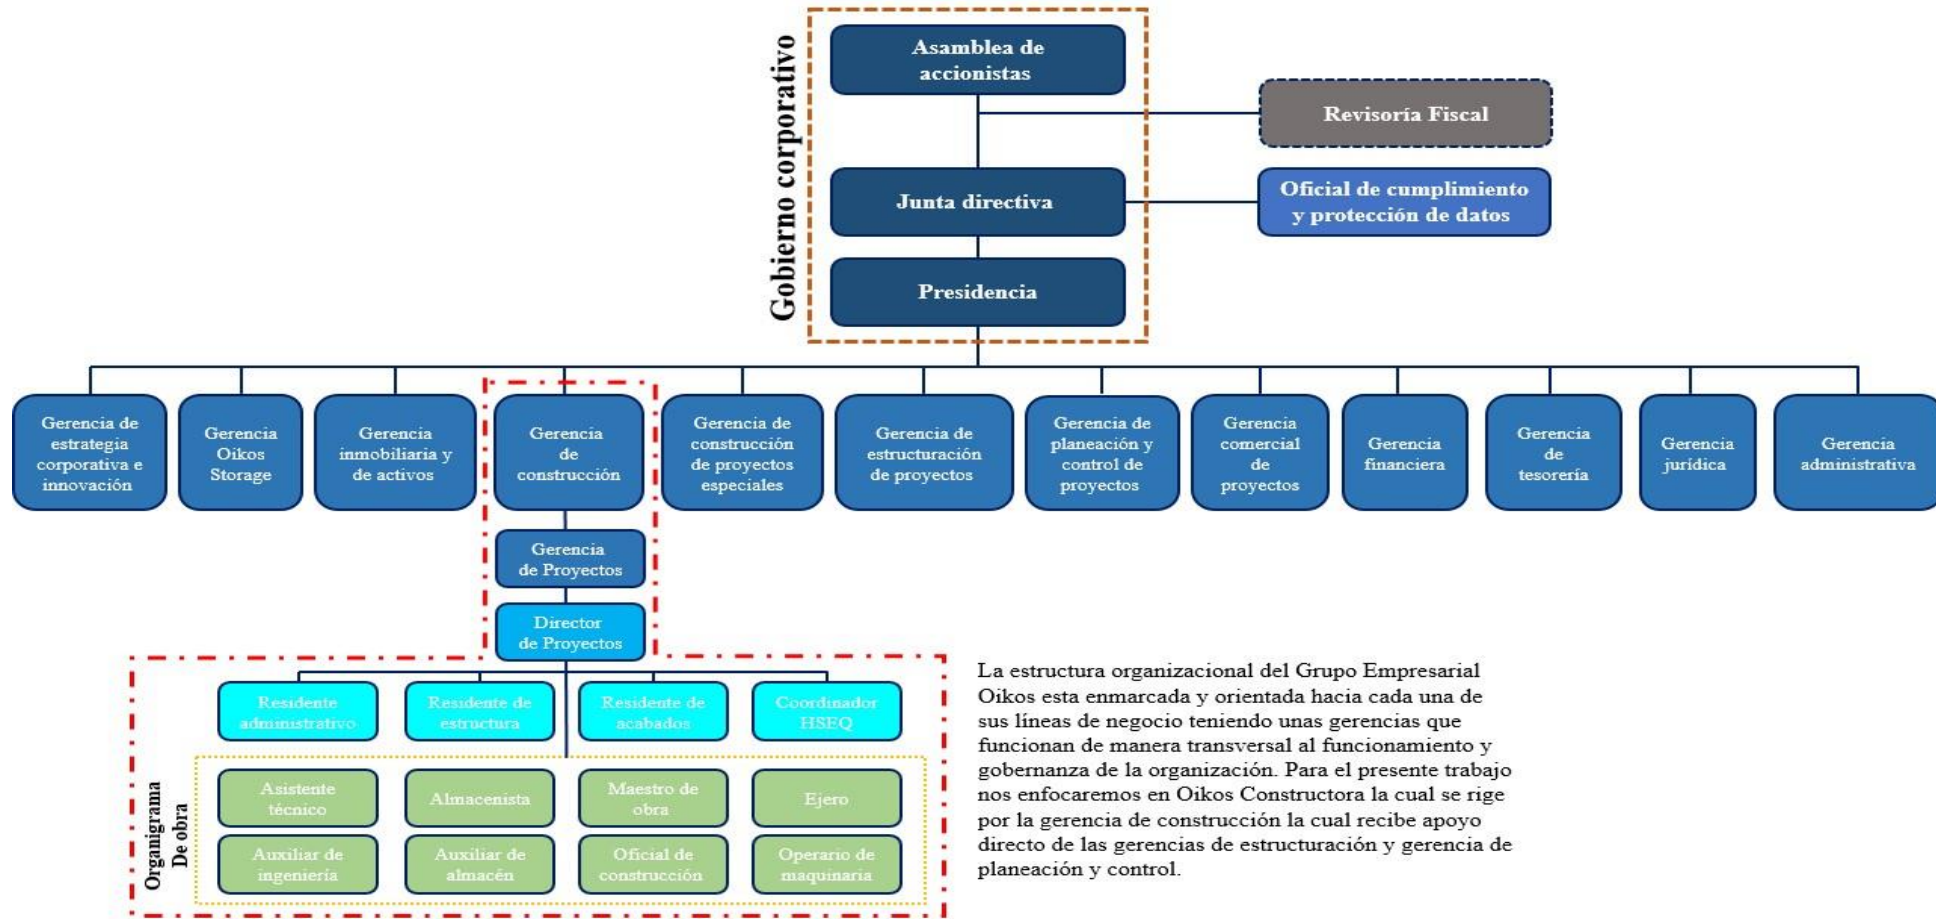 Gobierno corporativo
Asamblea de
accionistas
Revisoría Fiscal
Junta directiva
Oficial de cumplimiento
y protección de datos
Presidencia
Gerencia de
estrategia
corporativa e
innovación
Gerencia
Oikos
Storage
Gerencia
inmobiliaria y
de activos
Gerencia
de
construcción
Gerencia de
construcción
de proyectos
especiales
Gerencia de
estructuración
de proyectos
Gerencia de
planeación y
control de
proyectos
Gerencia
comercial
de
proyectos
Gerencia
financiera
Gerencia
de
tesorería
Gerencia
jurídica
Gerencia
administrativa
Gerencia
de Proyectos
Director
de Proyectos
Organigrama
De obra
Residente
administrativo
Residente de
estructura
Residente de
acabados
Coordinador
HSEQ
Asistente
técnico
Almacenista
Maestro de
obra
Ejero
Auxiliar de
ingeniería
Auxiliar de
almacén
Oficial de
construcción
Operario de
maquinaria
La estructura organizacional del Grupo Empresarial
Oikos esta enmarcada y orientada hacia cada una de
sus líneas de negocio teniendo unas gerencias que
funcionan de manera transversal al funcionamiento y
gobernanza de la organización. Para el presente trabajo
nos enfocaremos en Oikos Constructora la cual se rige
por la gerencia de construcción la cual recibe apoyo
directo de las gerencias de estructuración y gerencia de
planeación y control.